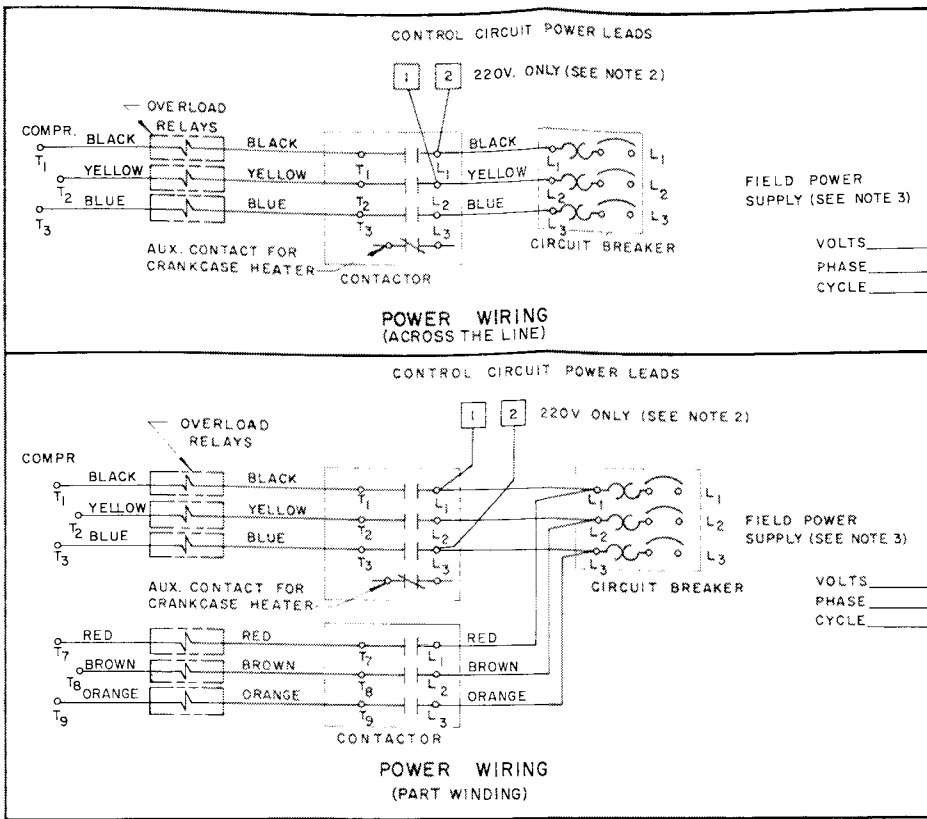 CONTROL CIRCUIT POWER LEADS
1 2 220V. ONLY (SEE NOTE 2)
OVERLOAD
RELAYS
COMPR.
BLACK BLACK BLACK
T1 T1 L1 L1 L1
YELLOW YELLOW YELLOW
T2 T2 L2 L2 L2
BLUE BLUE BLUE
T3 T3 L3 L3 L3
FIELD POWER
SUPPLY (SEE NOTE 3)
AUX. CONTACT FOR
CRANKCASE HEATER
CIRCUIT BREAKER
CONTACTOR
VOLTS
PHASE
CYCLE
POWER WIRING
(ACROSS THE LINE)
CONTROL CIRCUIT POWER LEADS
1 2 220V ONLY (SEE NOTE 2)
OVERLOAD
RELAYS
COMPR
BLACK BLACK
T1 T1 L1 L1 L1
YELLOW YELLOW
T2 T2 L2 L2 L2
BLUE BLUE
T3 T3 L3 L3 L3
FIELD POWER
SUPPLY (SEE NOTE 3)
AUX. CONTACT FOR
CRANKCASE HEATER
CIRCUIT BREAKER
VOLTS
PHASE
CYCLE
RED RED RED
T7 T7 L1
BROWN BROWN BROWN
T8 T8 L2
ORANGE ORANGE ORANGE
T9 T9 L3
CONTACTOR
POWER WIRING
(PART WINDING)